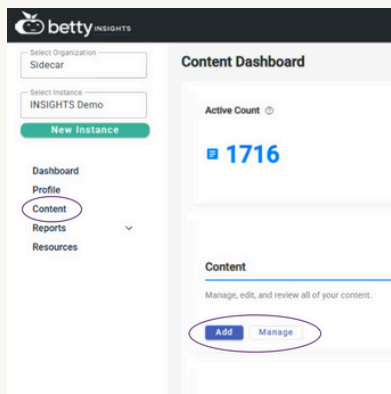 betty INSIGHTS
Select Organization
Sidecar
Select Instance
INSIGHTS Demo
New Instance
Dashboard
Profile
Content
Reports
Resources
Content Dashboard
Active Count
1716
Content
Manage, edit, and review all of your content.
Add Manage